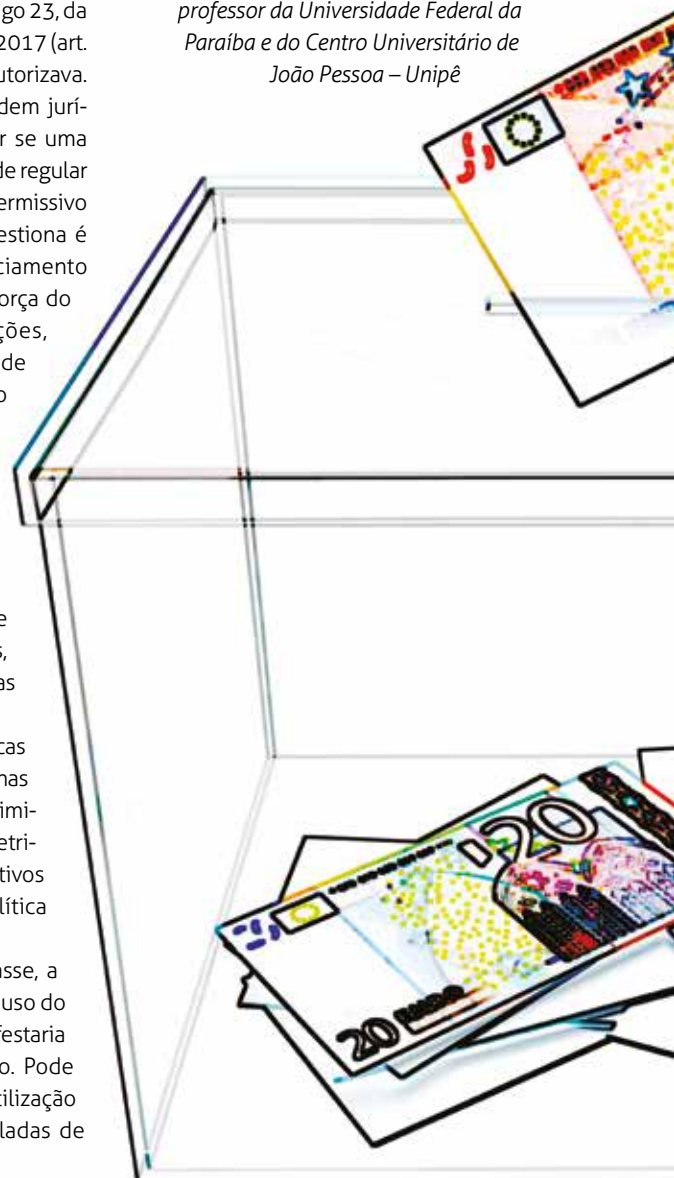 go 23, da
2017 (art.
utorizava.
dem jurí-
r se uma
de regular
ermissivo
estiona é
ciamento
orça do
ções,
de
o
e
s,
as
cas
nas
imi-
etri-
tivos
lítica
asse, a
uso do
festaria
o. Pode
tilização
ladas de
professor da Universidade Federal da
Paraíba e do Centro Universitário de
João Pessoa – Unipê
20
20 EURO